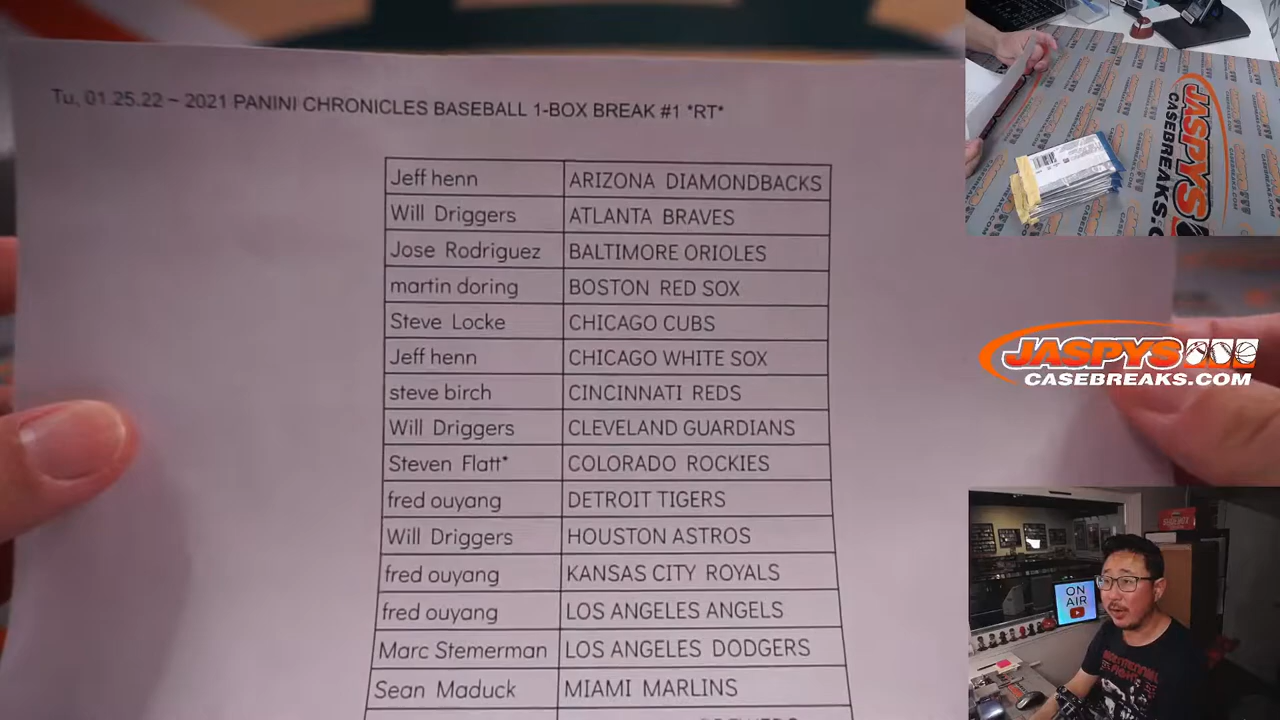 Tu, 01.25.22 ~ 2021 PANINI CHRONICLES BASEBALL 1-BOX BREAK #1 *RT*
Jeff henn ARIZONA DIAMONDBACKS
Will Driggers ATLANTA BRAVES
Jose Rodriguez BALTIMORE ORIOLES
martin doring BOSTON RED SOX
Steve Locke CHICAGO CUBS
Jeff henn CHICAGO WHITE SOX
steve birch CINCINNATI REDS
Will Driggers CLEVELAND GUARDIANS
Steven Flatt* COLORADO ROCKIES
fred ouyang DETROIT TIGERS
Will Driggers HOUSTON ASTROS
fred ouyang KANSAS CITY ROYALS
fred ouyang LOS ANGELES ANGELS
Marc Stemerman LOS ANGELES DODGERS
Sean Maduck MIAMI MARLINS
JASPYS
CASEBREAKS.COM
JASPYS
CASEBREAKS.COM
ON
AIR